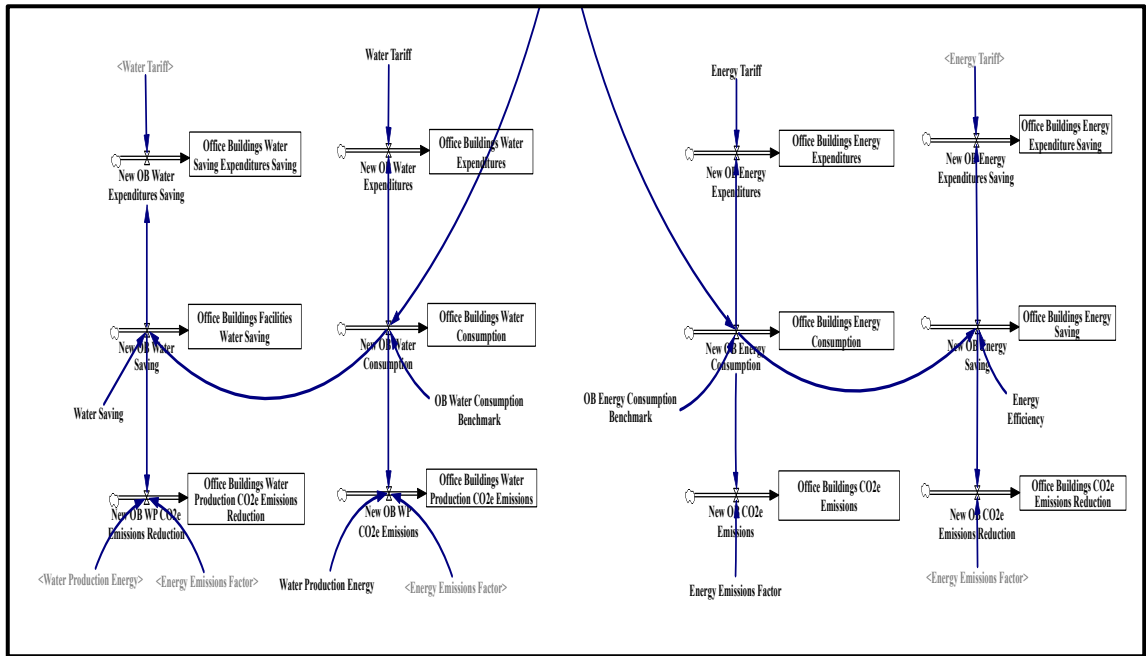 <Water Tariff>
Water Tariff
Energy Tariff
<Energy Tariff>
Office Buildings Water
Saving Expenditures Saving
New OB Water
Expenditures Saving
Office Buildings Water
Expenditures
New OB Water
Expenditures
Office Buildings Energy
Expenditures
New OB Energy
Expenditures
Office Buildings Energy
Expenditure Saving
New OB Energy
Expenditures Saving
Office Buildings Facilities
Water Saving
New OB Water
Saving
Office Buildings Water
Consumption
New OB Water
Consumption
Office Buildings Energy
Consumption
New OB Energy
Consumption
Office Buildings Energy
Saving
New OB Energy
Saving
Water Saving
OB Water Consumption
Benchmark
OB Energy Consumption
Benchmark
Energy
Efficiency
Office Buildings Water
Production CO2e Emissions
Reduction
New OB WP CO2e
Emissions Reduction
Office Buildings Water
Production CO2e Emissions
New OB WP
CO2e Emissions
Office Buildings CO2e
Emissions
New OB CO2e
Emissions
Office Buildings CO2e
Emissions Reduction
New OB CO2e
Emissions Reduction
<Water Production Energy>
<Energy Emissions Factor>
Water Production Energy
<Energy Emissions Factor>
Energy Emissions Factor
<Energy Emissions Factor>